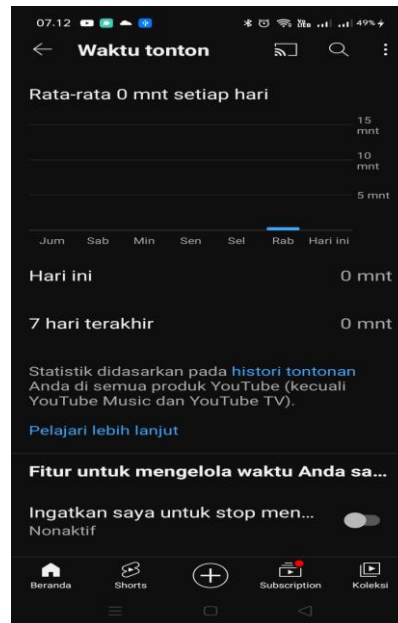 07.12
49%
Waktu tonton
Rata-rata 0 mnt setiap hari
15
mnt
10
mnt
5 mnt
Jum Sab Min Sen Sel Rab Hari ini
Hari ini 0 mnt
7 hari terakhir 0 mnt
Statistik didasarkan pada histori tontonan
Anda di semua produk YouTube (kecuali
YouTube Music dan YouTube TV).
Pelajari lebih lanjut
Fitur untuk mengelola waktu Anda sa...
Ingatkan saya untuk stop men...
Nonaktif
Beranda Shorts Subscription Koleksi